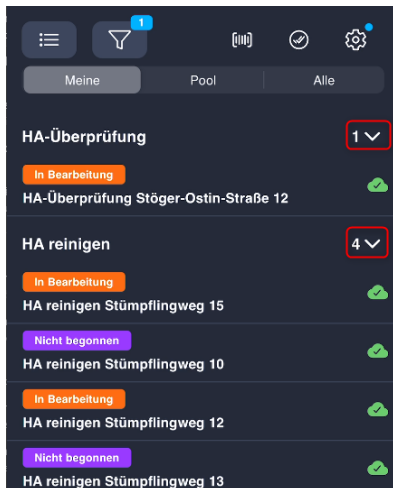 1
Meine Pool Alle
HA-Überprüfung 1
In Bearbeitung
HA-Überprüfung Stöger-Ostin-Straße 12
HA reinigen 4
In Bearbeitung
HA reinigen Stümpflingweg 15
Nicht begonnen
HA reinigen Stümpflingweg 10
In Bearbeitung
HA reinigen Stümpflingweg 12
Nicht begonnen
HA reinigen Stümpflingweg 13